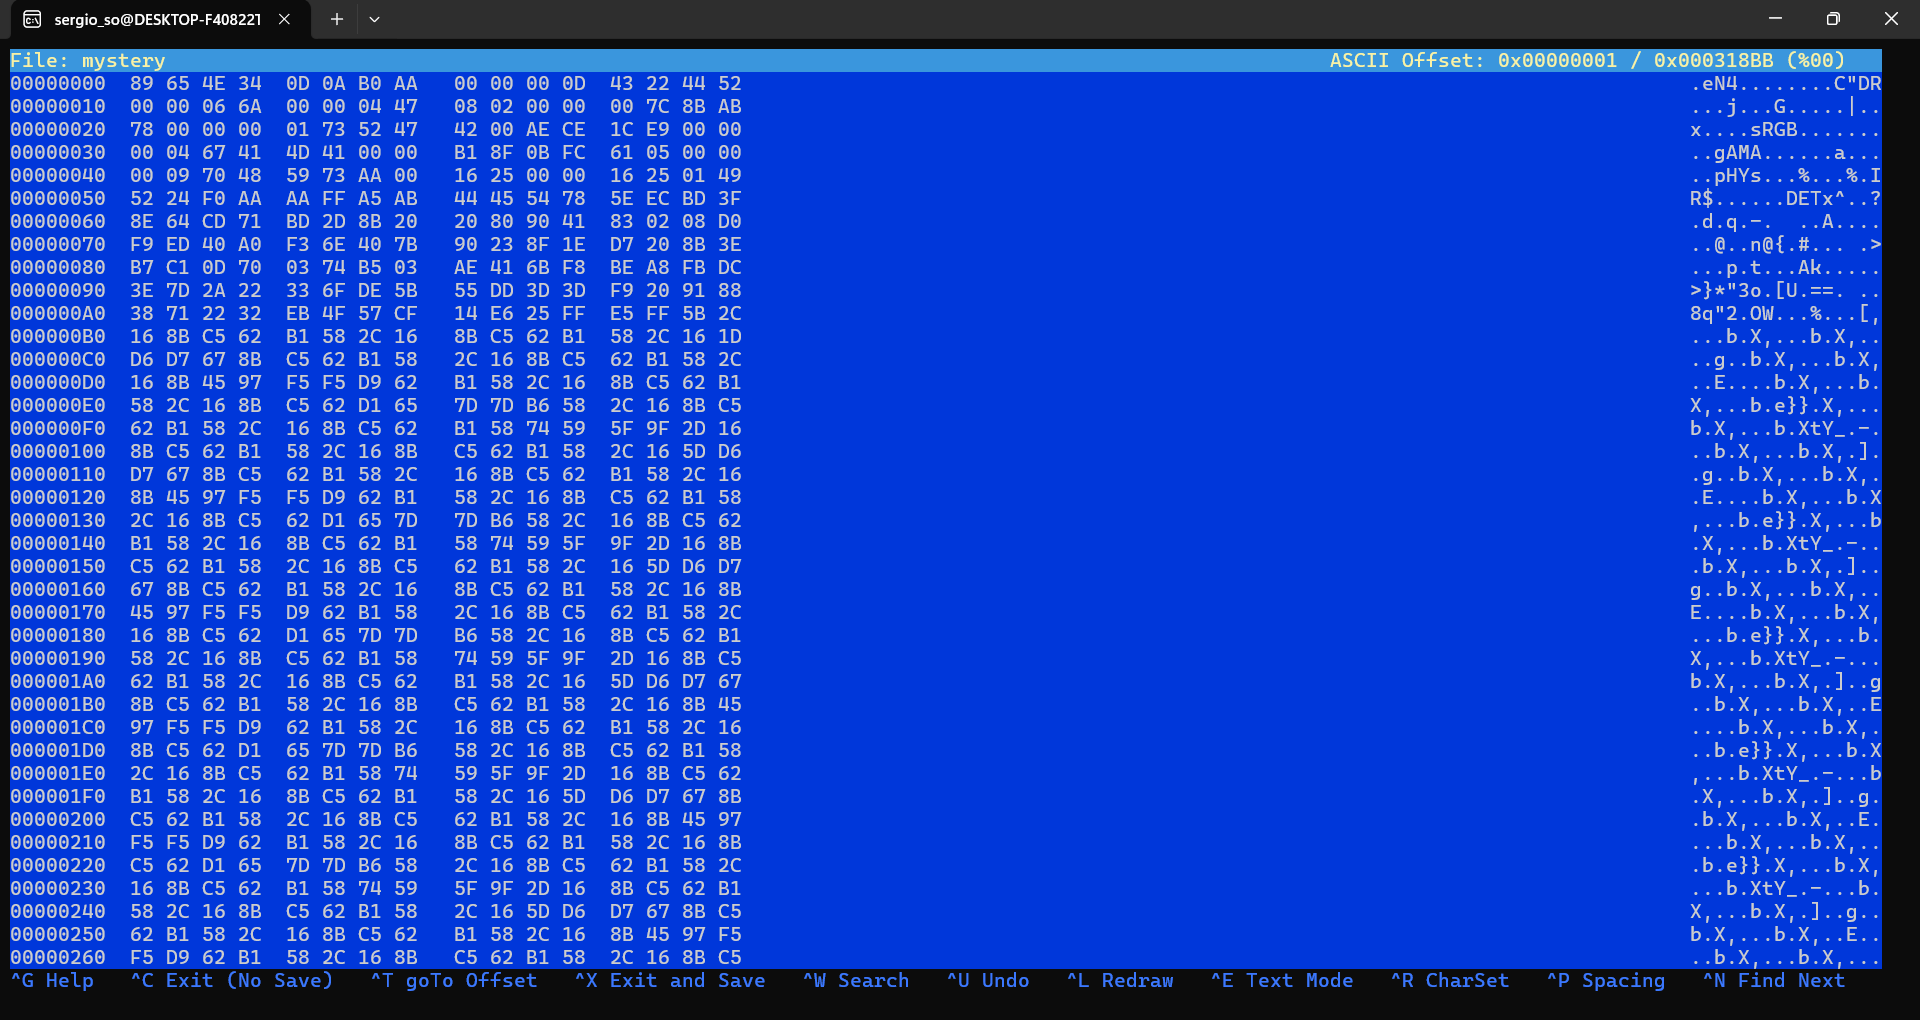 sergio_so@DESKTOP-F40822T
File: mystery ASCII Offset: 0x00000001 / 0x000318BB (%00)
00000000 89 65 4E 34 0D 0A B0 AA 00 00 00 0D 43 22 44 52 .eN4........C"DR
00000010 00 00 06 6A 00 00 04 47 08 02 00 00 00 7C 8B AB ...j...G.....|..
00000020 78 00 00 00 01 73 52 47 42 00 AE CE 1C E9 00 00 x....sRGB.......
00000030 00 04 67 41 4D 41 00 00 B1 8F 0B FC 61 05 00 00 ..gAMA......a...
00000040 00 09 70 48 59 73 AA 00 16 25 00 00 16 25 01 49 ..pHYs...%...%.I
00000050 52 24 F0 AA AA FF A5 AB 44 45 54 78 5E EC BD 3F R$......DETx^..?
00000060 8E 64 CD 71 BD 2D 8B 20 20 80 90 41 83 02 08 D0 .d.q.-.  ..A....
00000070 F9 ED 40 A0 F3 6E 40 7B 90 23 8F 1E D7 20 8B 3E ..@..n@{.#... .>
00000080 B7 C1 0D 70 03 74 B5 03 AE 41 6B F8 BE A8 FB DC ...p.t...Ak.....
00000090 3E 7D 2A 22 33 6F DE 5B 55 DD 3D 3D F9 20 91 88 >}*"3o.[U.==. ..
000000A0 38 71 22 32 EB 4F 57 CF 14 E6 25 FF E5 FF 5B 2C 8q"2.OW...%...[,
000000B0 16 8B C5 62 B1 58 2C 16 8B C5 62 B1 58 2C 16 1D ...b.X,...b.X,..
000000C0 D6 D7 67 8B C5 62 B1 58 2C 16 8B C5 62 B1 58 2C ..g..b.X,...b.X,
000000D0 16 8B 45 97 F5 F5 D9 62 B1 58 2C 16 8B C5 62 B1 ..E....b.X,...b.
000000E0 58 2C 16 8B C5 62 D1 65 7D 7D B6 58 2C 16 8B C5 X,...b.e}}.X,...
000000F0 62 B1 58 2C 16 8B C5 62 B1 58 74 59 5F 9F 2D 16 b.X,...b.XtY_.-.
00000100 8B C5 62 B1 58 2C 16 8B C5 62 B1 58 2C 16 5D D6 ..b.X,...b.X,.].
00000110 D7 67 8B C5 62 B1 58 2C 16 8B C5 62 B1 58 2C 16 .g..b.X,...b.X,.
00000120 8B 45 97 F5 F5 D9 62 B1 58 2C 16 8B C5 62 B1 58 .E....b.X,...b.X
00000130 2C 16 8B C5 62 D1 65 7D 7D B6 58 2C 16 8B C5 62 ,...b.e}}.X,...b
00000140 B1 58 2C 16 8B C5 62 B1 58 74 59 5F 9F 2D 16 8B .X,...b.XtY_.-..
00000150 C5 62 B1 58 2C 16 8B C5 62 B1 58 2C 16 5D D6 D7 .b.X,...b.X,.]..
00000160 67 8B C5 62 B1 58 2C 16 8B C5 62 B1 58 2C 16 8B g..b.X,...b.X,..
00000170 45 97 F5 F5 D9 62 B1 58 2C 16 8B C5 62 B1 58 2C E....b.X,...b.X,
00000180 16 8B C5 62 D1 65 7D 7D B6 58 2C 16 8B C5 62 B1 ...b.e}}.X,...b.
00000190 58 2C 16 8B C5 62 B1 58 74 59 5F 9F 2D 16 8B C5 X,...b.XtY_.-...
000001A0 62 B1 58 2C 16 8B C5 62 B1 58 2C 16 5D D6 D7 67 b.X,...b.X,.]..g
000001B0 8B C5 62 B1 58 2C 16 8B C5 62 B1 58 2C 16 8B 45 ..b.X,...b.X,..E
000001C0 97 F5 F5 D9 62 B1 58 2C 16 8B C5 62 B1 58 2C 16 ....b.X,...b.X,.
000001D0 8B C5 62 D1 65 7D 7D B6 58 2C 16 8B C5 62 B1 58 ..b.e}}.X,...b.X
000001E0 2C 16 8B C5 62 B1 58 74 59 5F 9F 2D 16 8B C5 62 ,...b.XtY_.-...b
000001F0 B1 58 2C 16 8B C5 62 B1 58 2C 16 5D D6 D7 67 8B .X,...b.X,.]..g.
00000200 C5 62 B1 58 2C 16 8B C5 62 B1 58 2C 16 8B 45 97 .b.X,...b.X,..E.
00000210 F5 F5 D9 62 B1 58 2C 16 8B C5 62 B1 58 2C 16 8B ...b.X,...b.X,..
00000220 C5 62 D1 65 7D 7D B6 58 2C 16 8B C5 62 B1 58 2C .b.e}}.X,...b.X,
00000230 16 8B C5 62 B1 58 74 59 5F 9F 2D 16 8B C5 62 B1 ...b.XtY_.-...b.
00000240 58 2C 16 8B C5 62 B1 58 2C 16 5D D6 D7 67 8B C5 X,...b.X,.]..g..
00000250 62 B1 58 2C 16 8B C5 62 B1 58 2C 16 8B 45 97 F5 b.X,...b.X,..E..
00000260 F5 D9 62 B1 58 2C 16 8B C5 62 B1 58 2C 16 8B C5 ..b.X,...b.X,...
^G Help ^C Exit (No Save) ^T goTo Offset ^X Exit and Save ^W Search ^U Undo ^L Redraw ^E Text Mode ^R CharSet ^P Spacing ^N Find Next